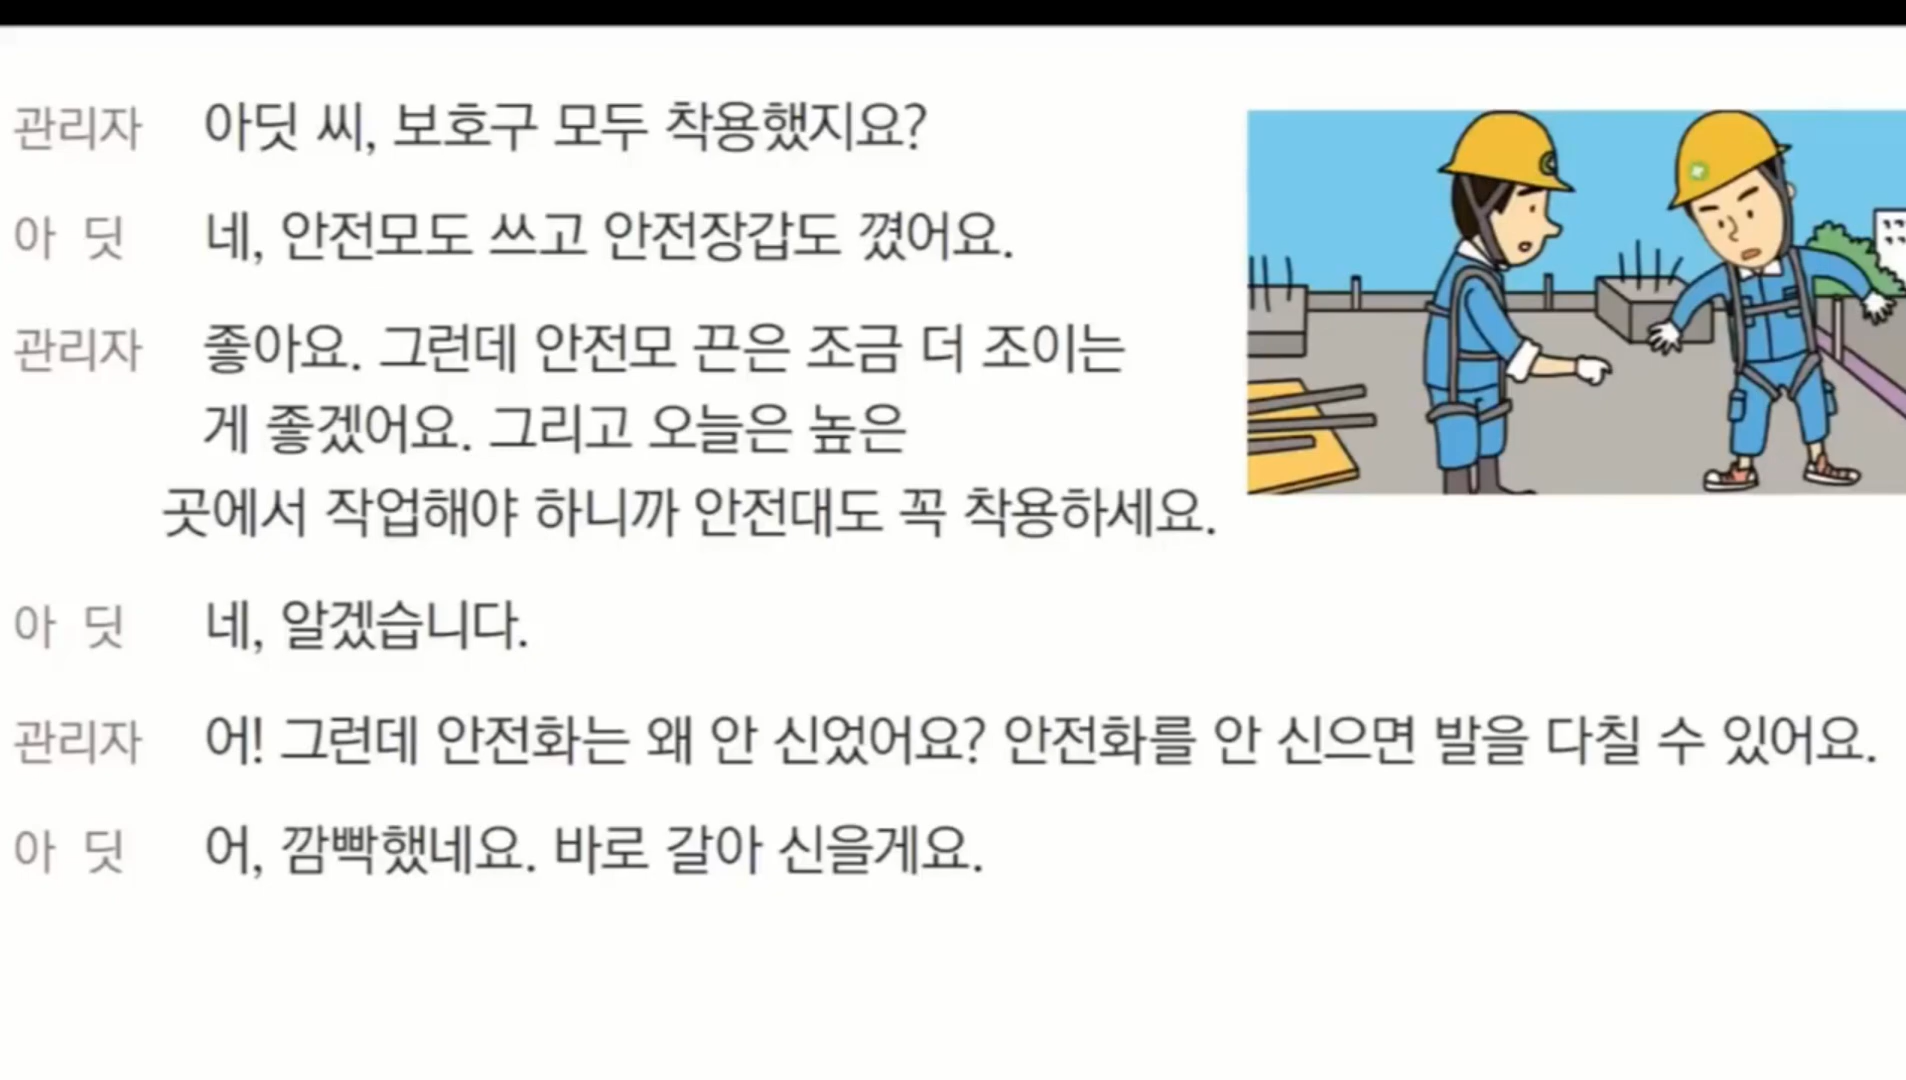 관리자 아딧 씨, 보호구 모두 착용했지요?
아 딧 네, 안전모도 쓰고 안전장갑도 꼈어요.
관리자 좋아요. 그런데 안전모 끈은 조금 더 조이는
게 좋겠어요. 그리고 오늘은 높은
곳에서 작업해야 하니까 안전대도 꼭 착용하세요.
아 딧 네, 알겠습니다.
관리자 어! 그런데 안전화는 왜 안 신었어요? 안전화를 안 신으면 발을 다칠 수 있어요.
아 딧 어, 깜빡했네요. 바로 갈아 신을게요.